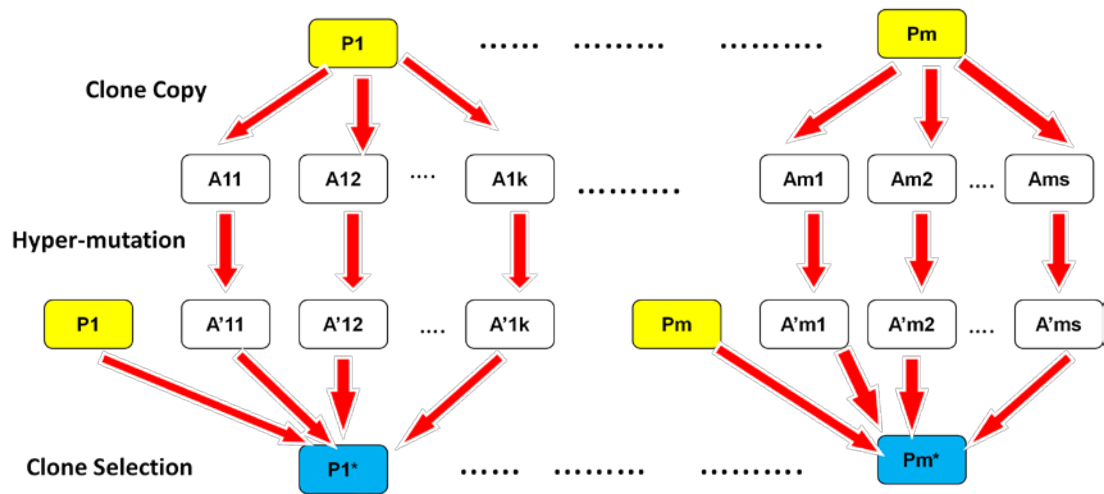 P1 ...... ......... .......... Pm
Clone Copy
A11 A12 .... A1k .......... Am1 Am2 .... Ams
Hyper-mutation
P1 A'11 A'12 .... A'1k Pm A'm1 A'm2 .... A'ms
Clone Selection P1* ...... ......... .......... Pm*